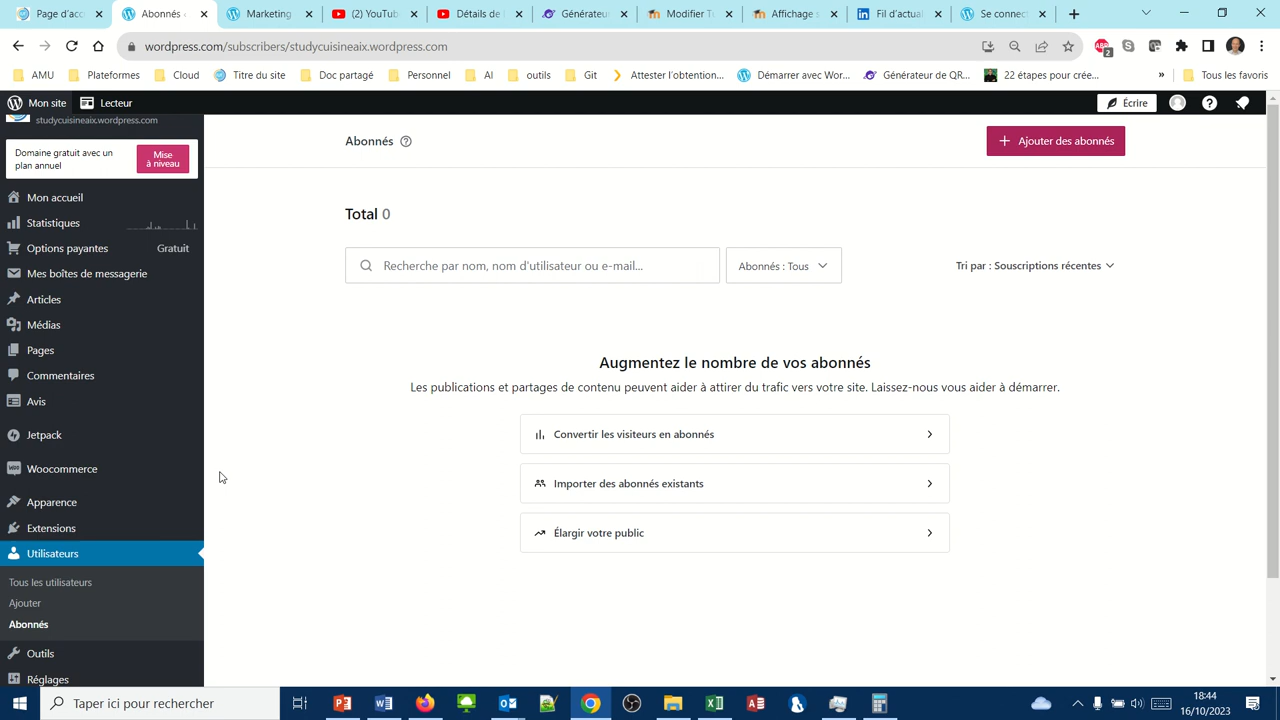 Page d'acc
Abonnés ‹
Marketing
(2) YouTub
Détails de l
Générateu
Modifier Tu
Affichage s
Fil d'actual
Se connect
wordpress.com/subscribers/studycuisineaix.wordpress.com
2
AMU
Plateformes
Cloud
Titre du site
Doc partagé
Personnel
AI
outils
Git
Attester l'obtention...
Démarrer avec Wor...
Générateur de QR...
22 étapes pour crée...
»
Tous les favoris
Mon site
Lecteur
Écrire
studycuisineaix.wordpress.com
Domaine gratuit avec un
plan annuel
Mise
à niveau
Mon accueil
Statistiques
Options payantes
Gratuit
Mes boîtes de messagerie
Articles
Médias
Pages
Commentaires
Avis
Jetpack
Woocommerce
Apparence
Extensions
Utilisateurs
Tous les utilisateurs
Ajouter
Abonnés
Outils
Réglages
Abonnés
Ajouter des abonnés
Total 0
Recherche par nom, nom d'utilisateur ou e-mail...
Abonnés : Tous
Tri par : Souscriptions récentes
Augmentez le nombre de vos abonnés
Les publications et partages de contenu peuvent aider à attirer du trafic vers votre site. Laissez-nous vous aider à démarrer.
Convertir les visiteurs en abonnés
Importer des abonnés existants
Élargir votre public
Taper ici pour rechercher
18:44
16/10/2023